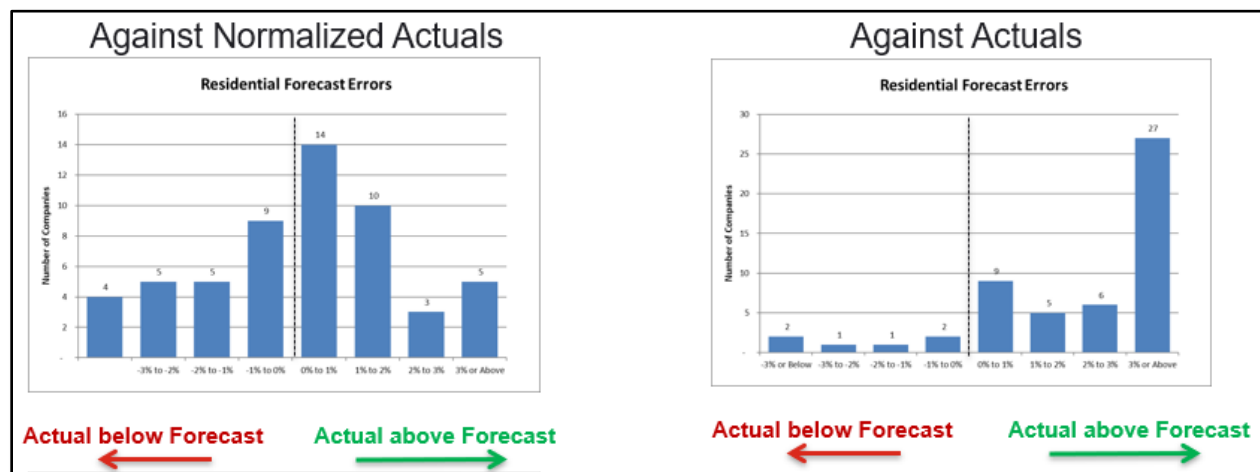 Against Normalized Actuals
Residential Forecast Errors
Number of Companies
16
14
12
10
8
6
4
2
-
4
5
5
9
14
10
3
5
-3% to -2%
-2% to -1%
-1% to 0%
0% to 1%
1% to 2%
2% to 3%
3% or Above
Actual below Forecast
Actual above Forecast
Against Actuals
Residential Forecast Errors
Number of Companies
30
25
20
15
10
5
-
2
1
1
2
9
5
6
27
-3% or Below
-3% to -2%
-2% to -1%
-1% to 0%
0% to 1%
1% to 2%
2% to 3%
3% or Above
Actual below Forecast
Actual above Forecast